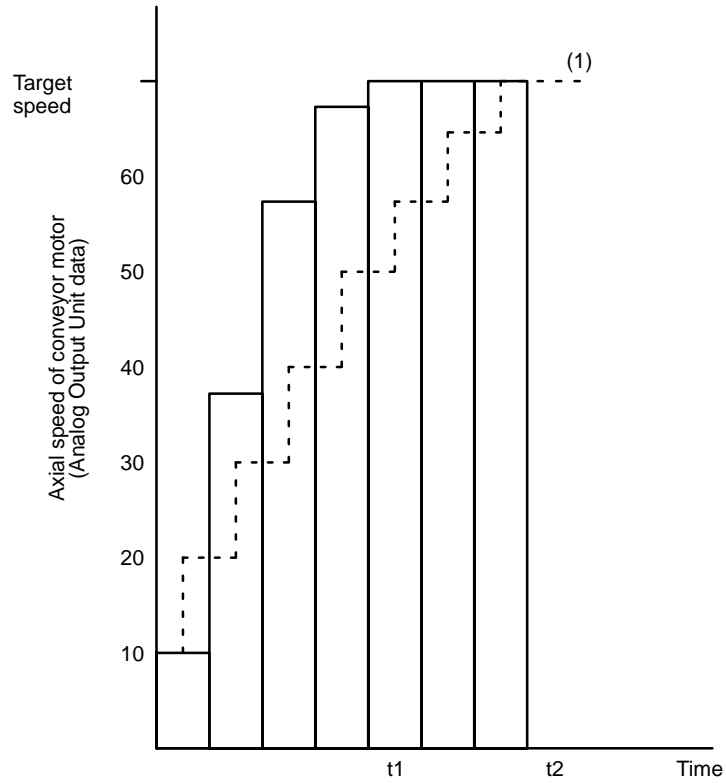 (1)
Target
speed
60
50
40
30
20
10
Axial speed of conveyor motor
(Analog Output Unit data)
t1
t2
Time